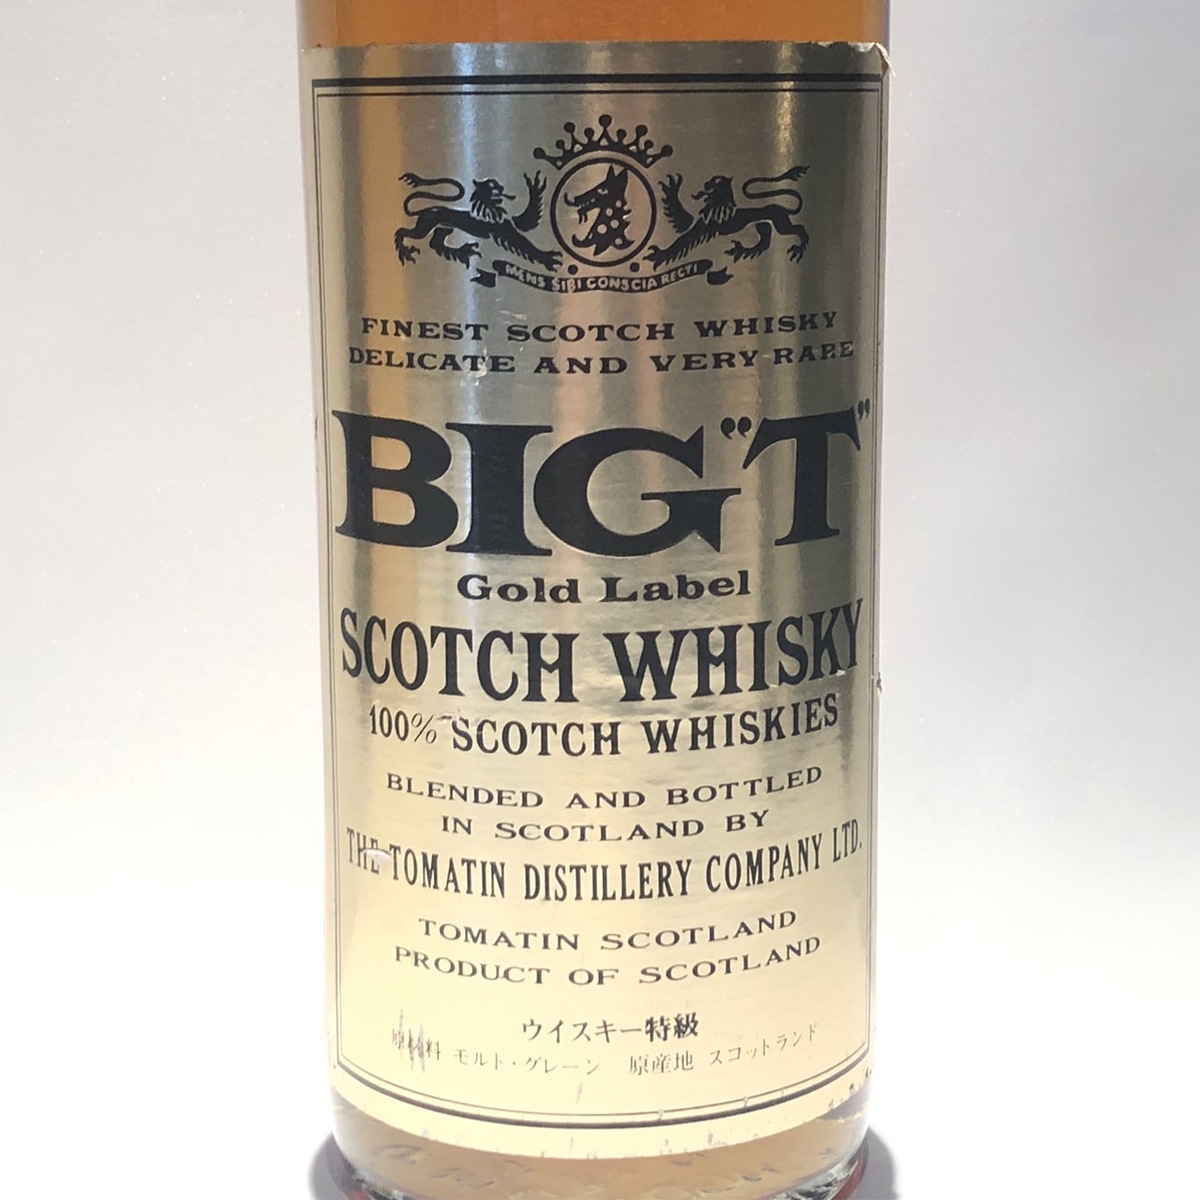 MENS SIBI CONSCIA RECTI
FINEST SCOTCH WHISKY
DELICATE AND VERY RARE
BIG "T"
Gold Label
SCOTCH WHISKY
100% SCOTCH WHISKIES
BLENDED AND BOTTLED
IN SCOTLAND BY
THE TOMATIN DISTILLERY COMPANY LTD.
TOMATIN SCOTLAND
PRODUCT OF SCOTLAND
ウイスキー特級
原材料 モルト・グレーン 原産地 スコットランド